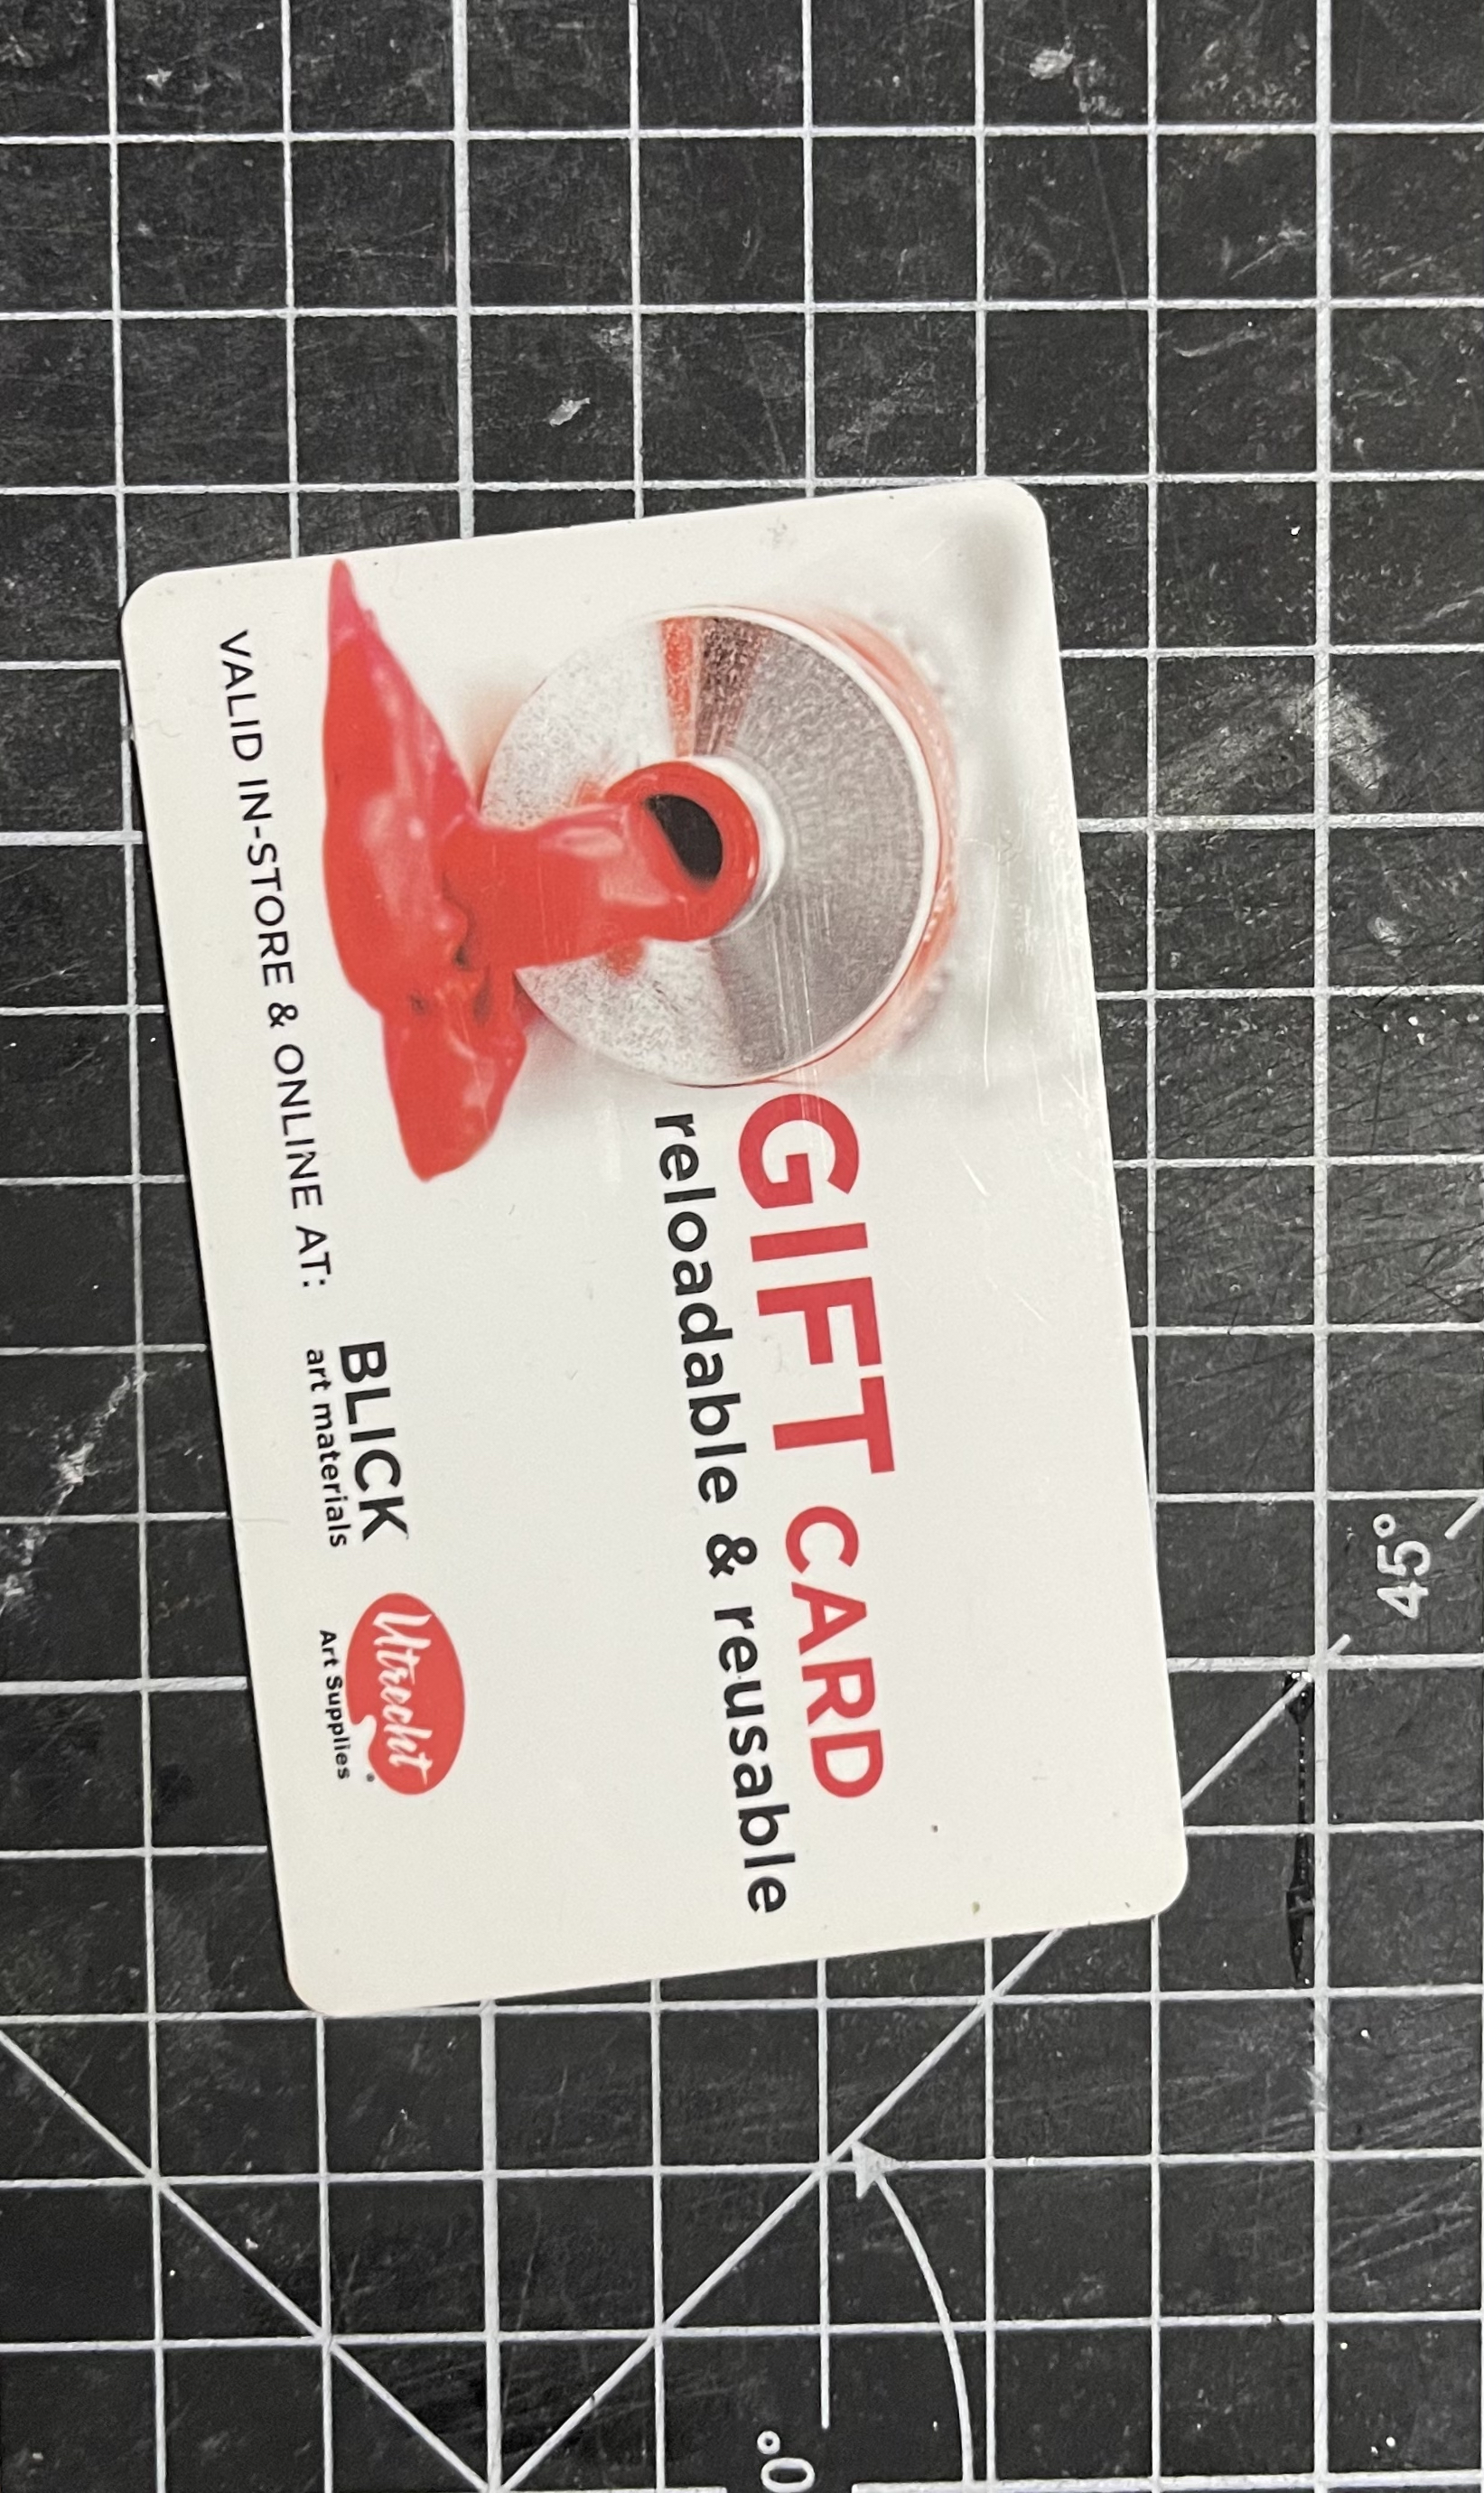 GIFT CARD
reloadable & reusable
VALID IN-STORE & ONLINE AT:
BLICK
art materials
Utrecht
Art Supplies
45°
0°